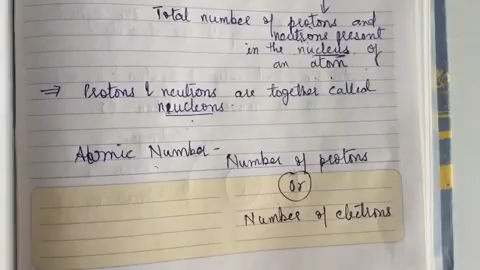 Total number of protons and
neutrons present
in the nucleus of
an atom.
⇒ Protons & neutrons are together called
nucleons.
Atomic Number - Number of protons
Or
Number of electrons